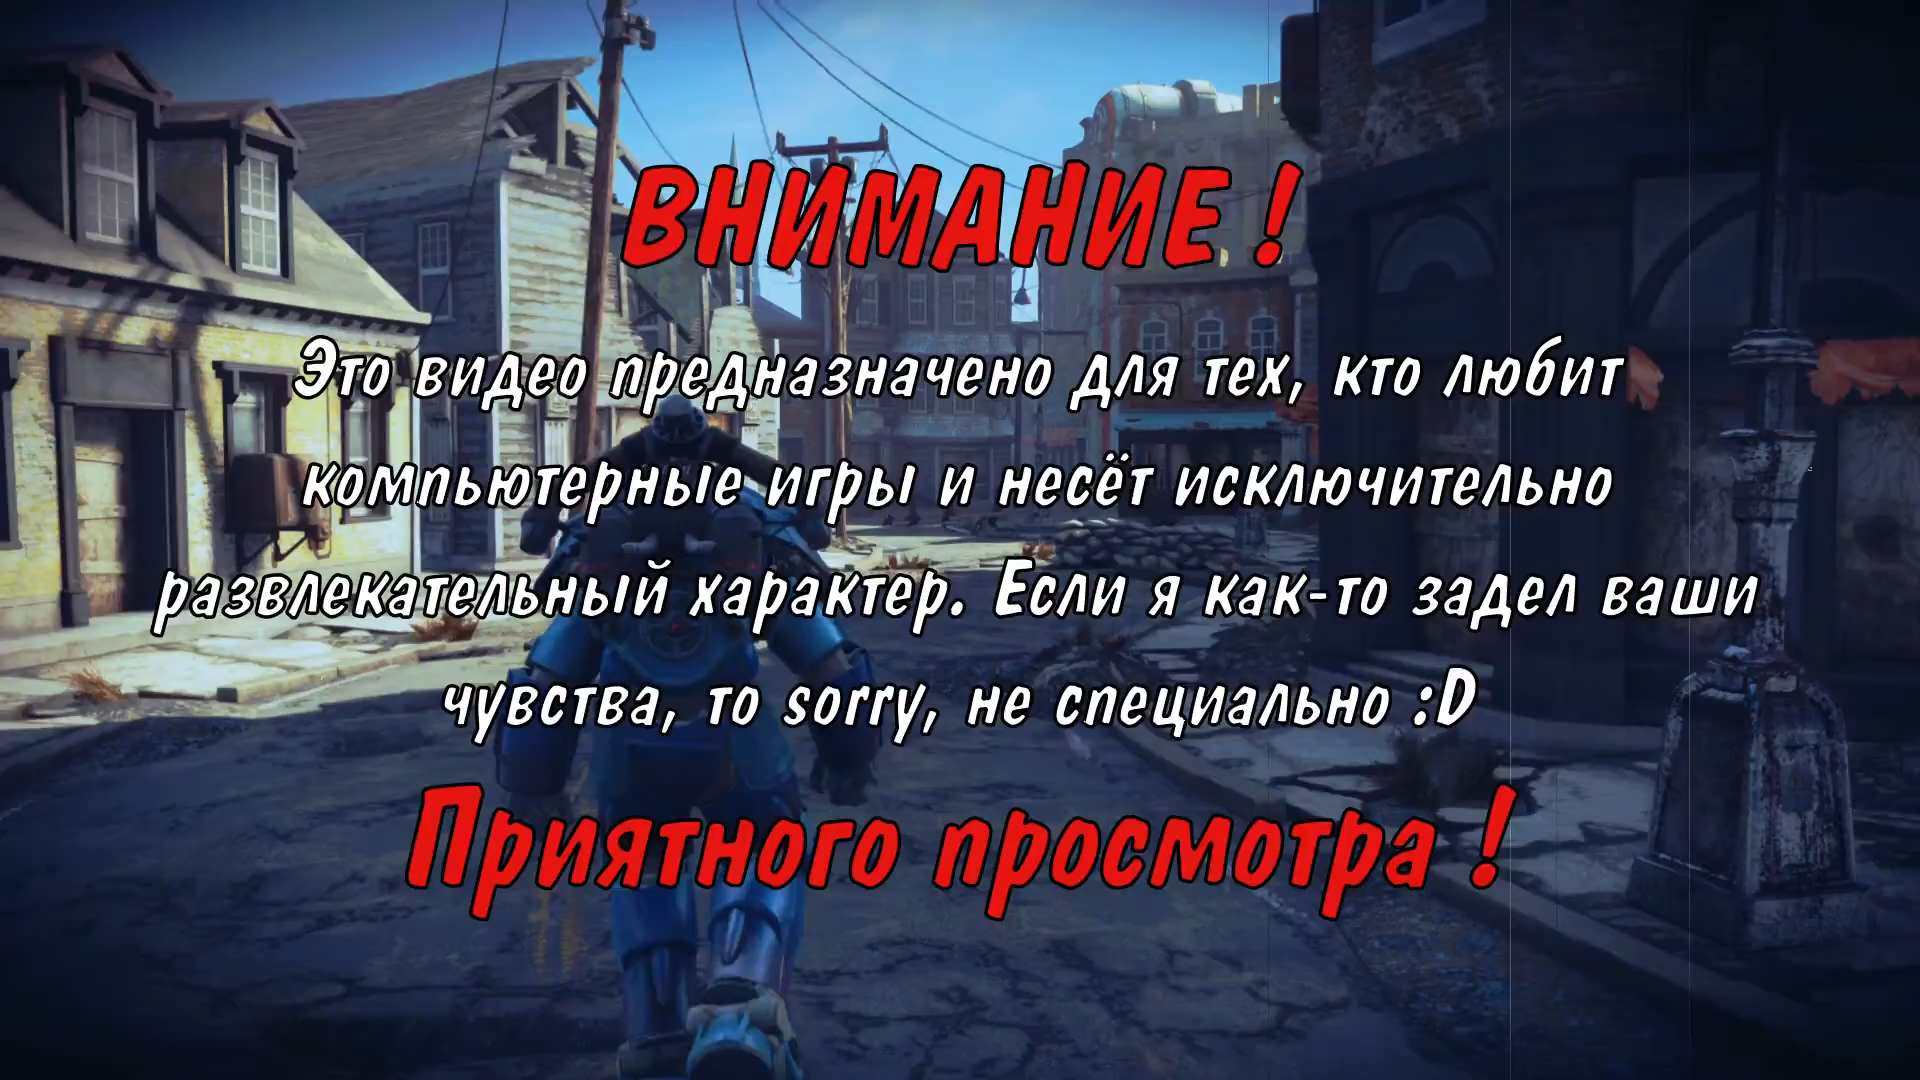 ВНИМАНИЕ !
Это видео предназначено для тех, кто любит
компьютерные игры и несёт исключительно
развлекательный характер. Если я как-то задел ваши
чувства, то sorry, не специально :D
Приятного просмотра !